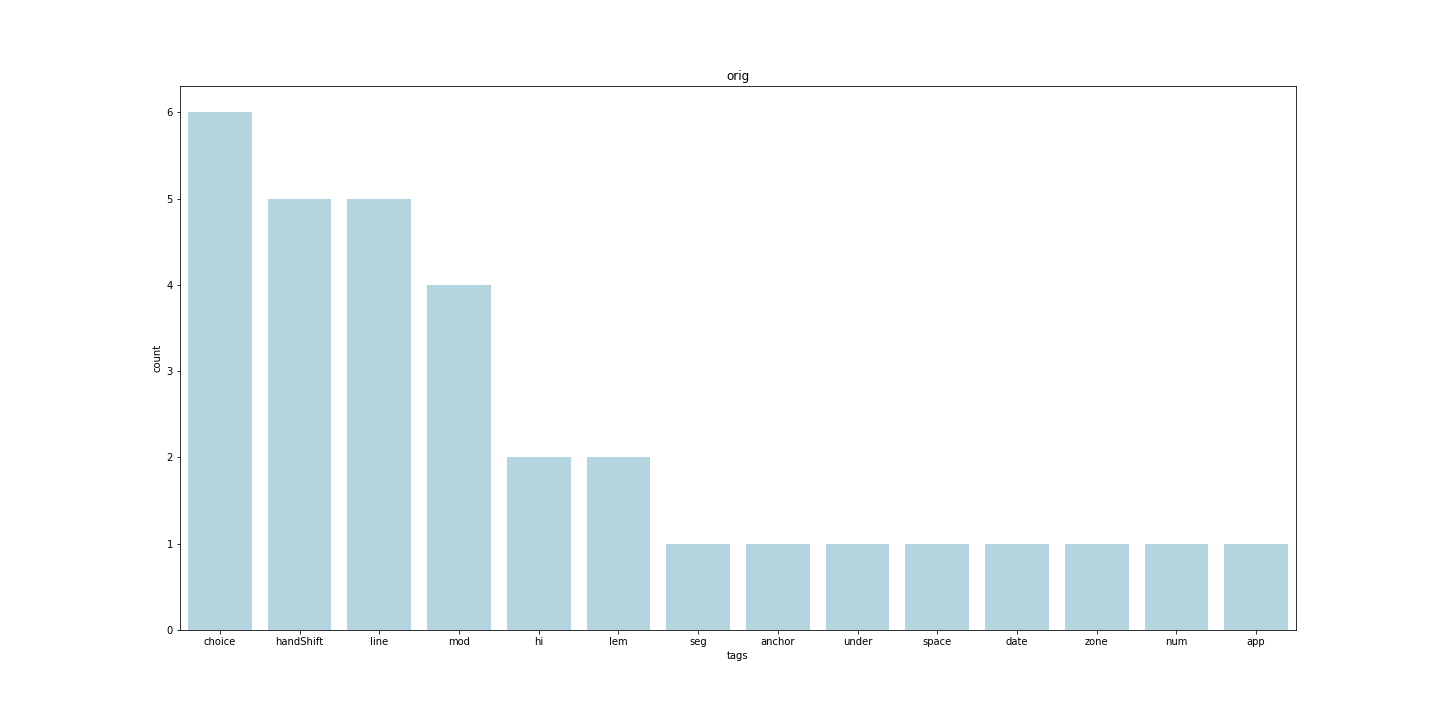 orig
6
5
4
3
2
1
0
count
choice handShift line mod hi lem seg anchor under space date zone num app
tags